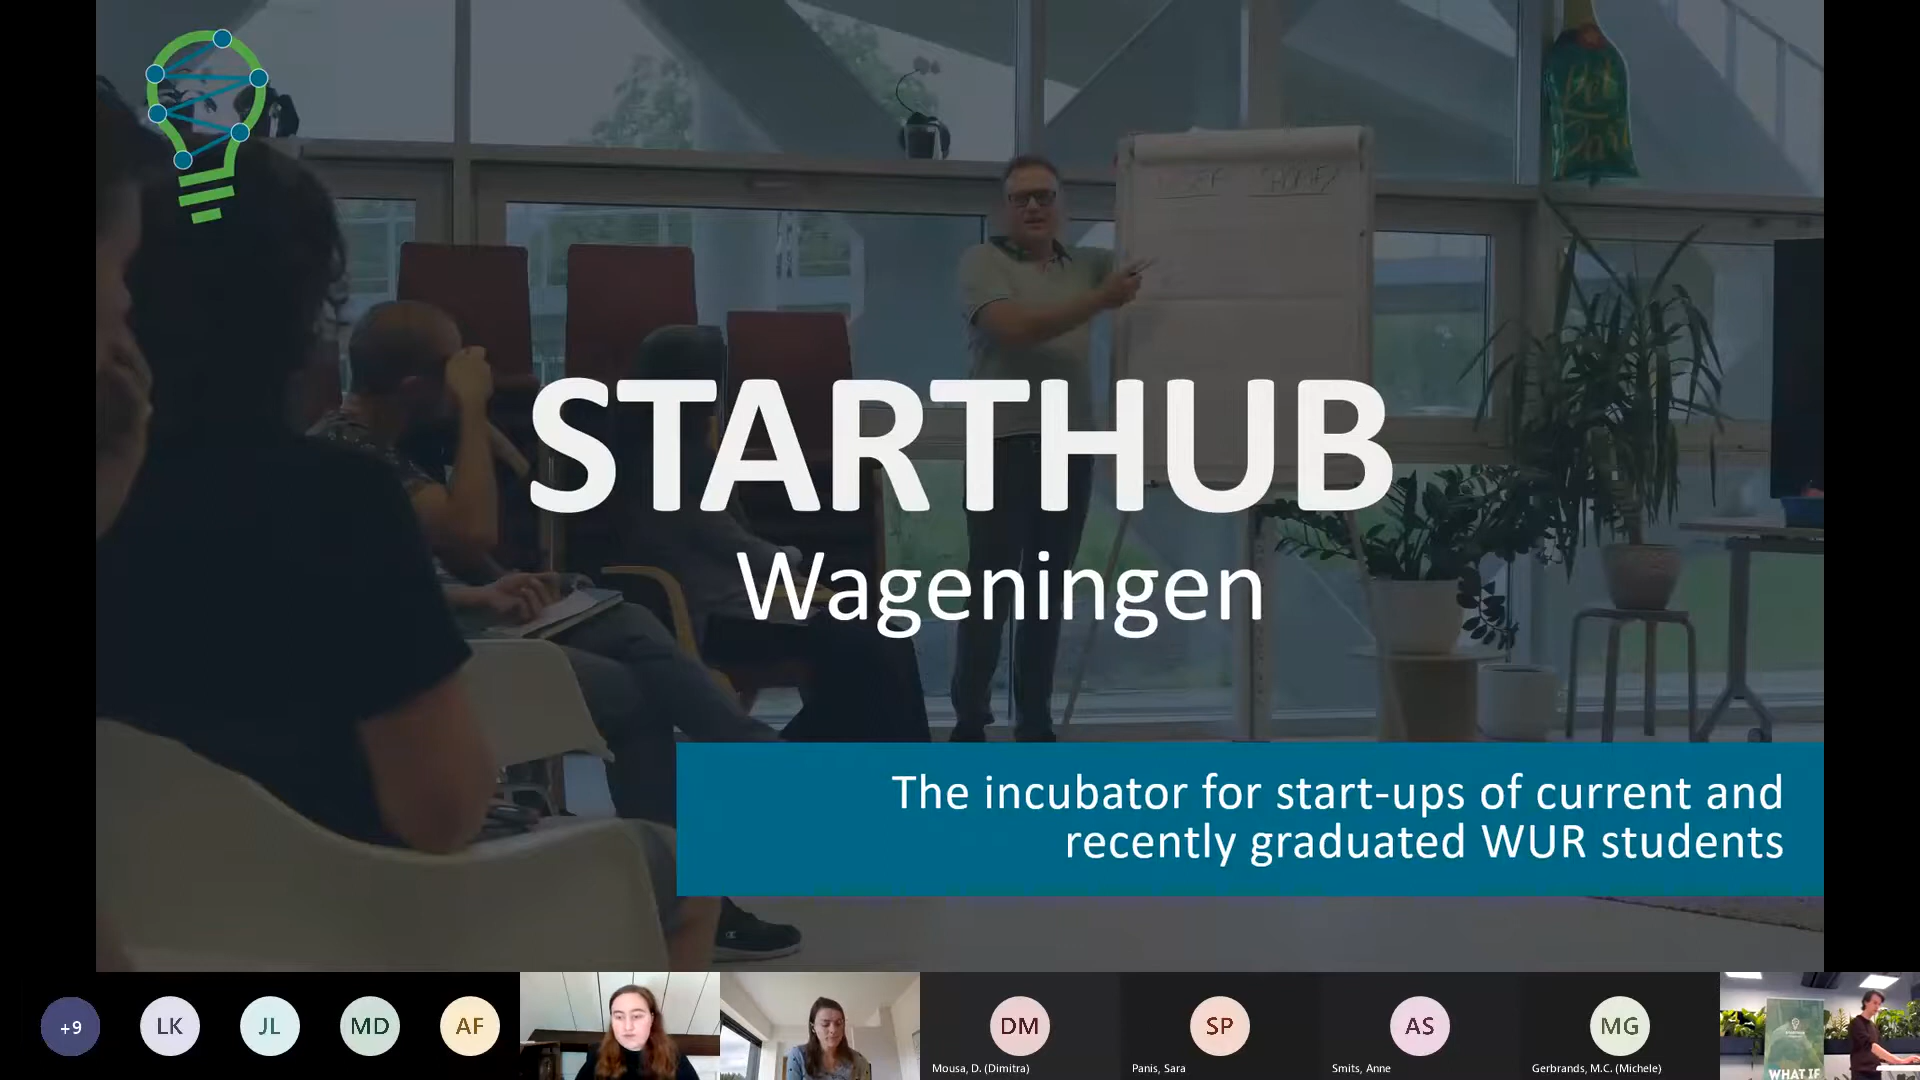 STARTHUB
Wageningen
The incubator for start-ups of current and
recently graduated WUR students
+9
LK
JL
MD
AF
DM
SP
AS
MG
Mousa, D. (Dimitra)
Panis, Sara
Smits, Anne
Gerbrands, M.C. (Michele)
WHAT IF